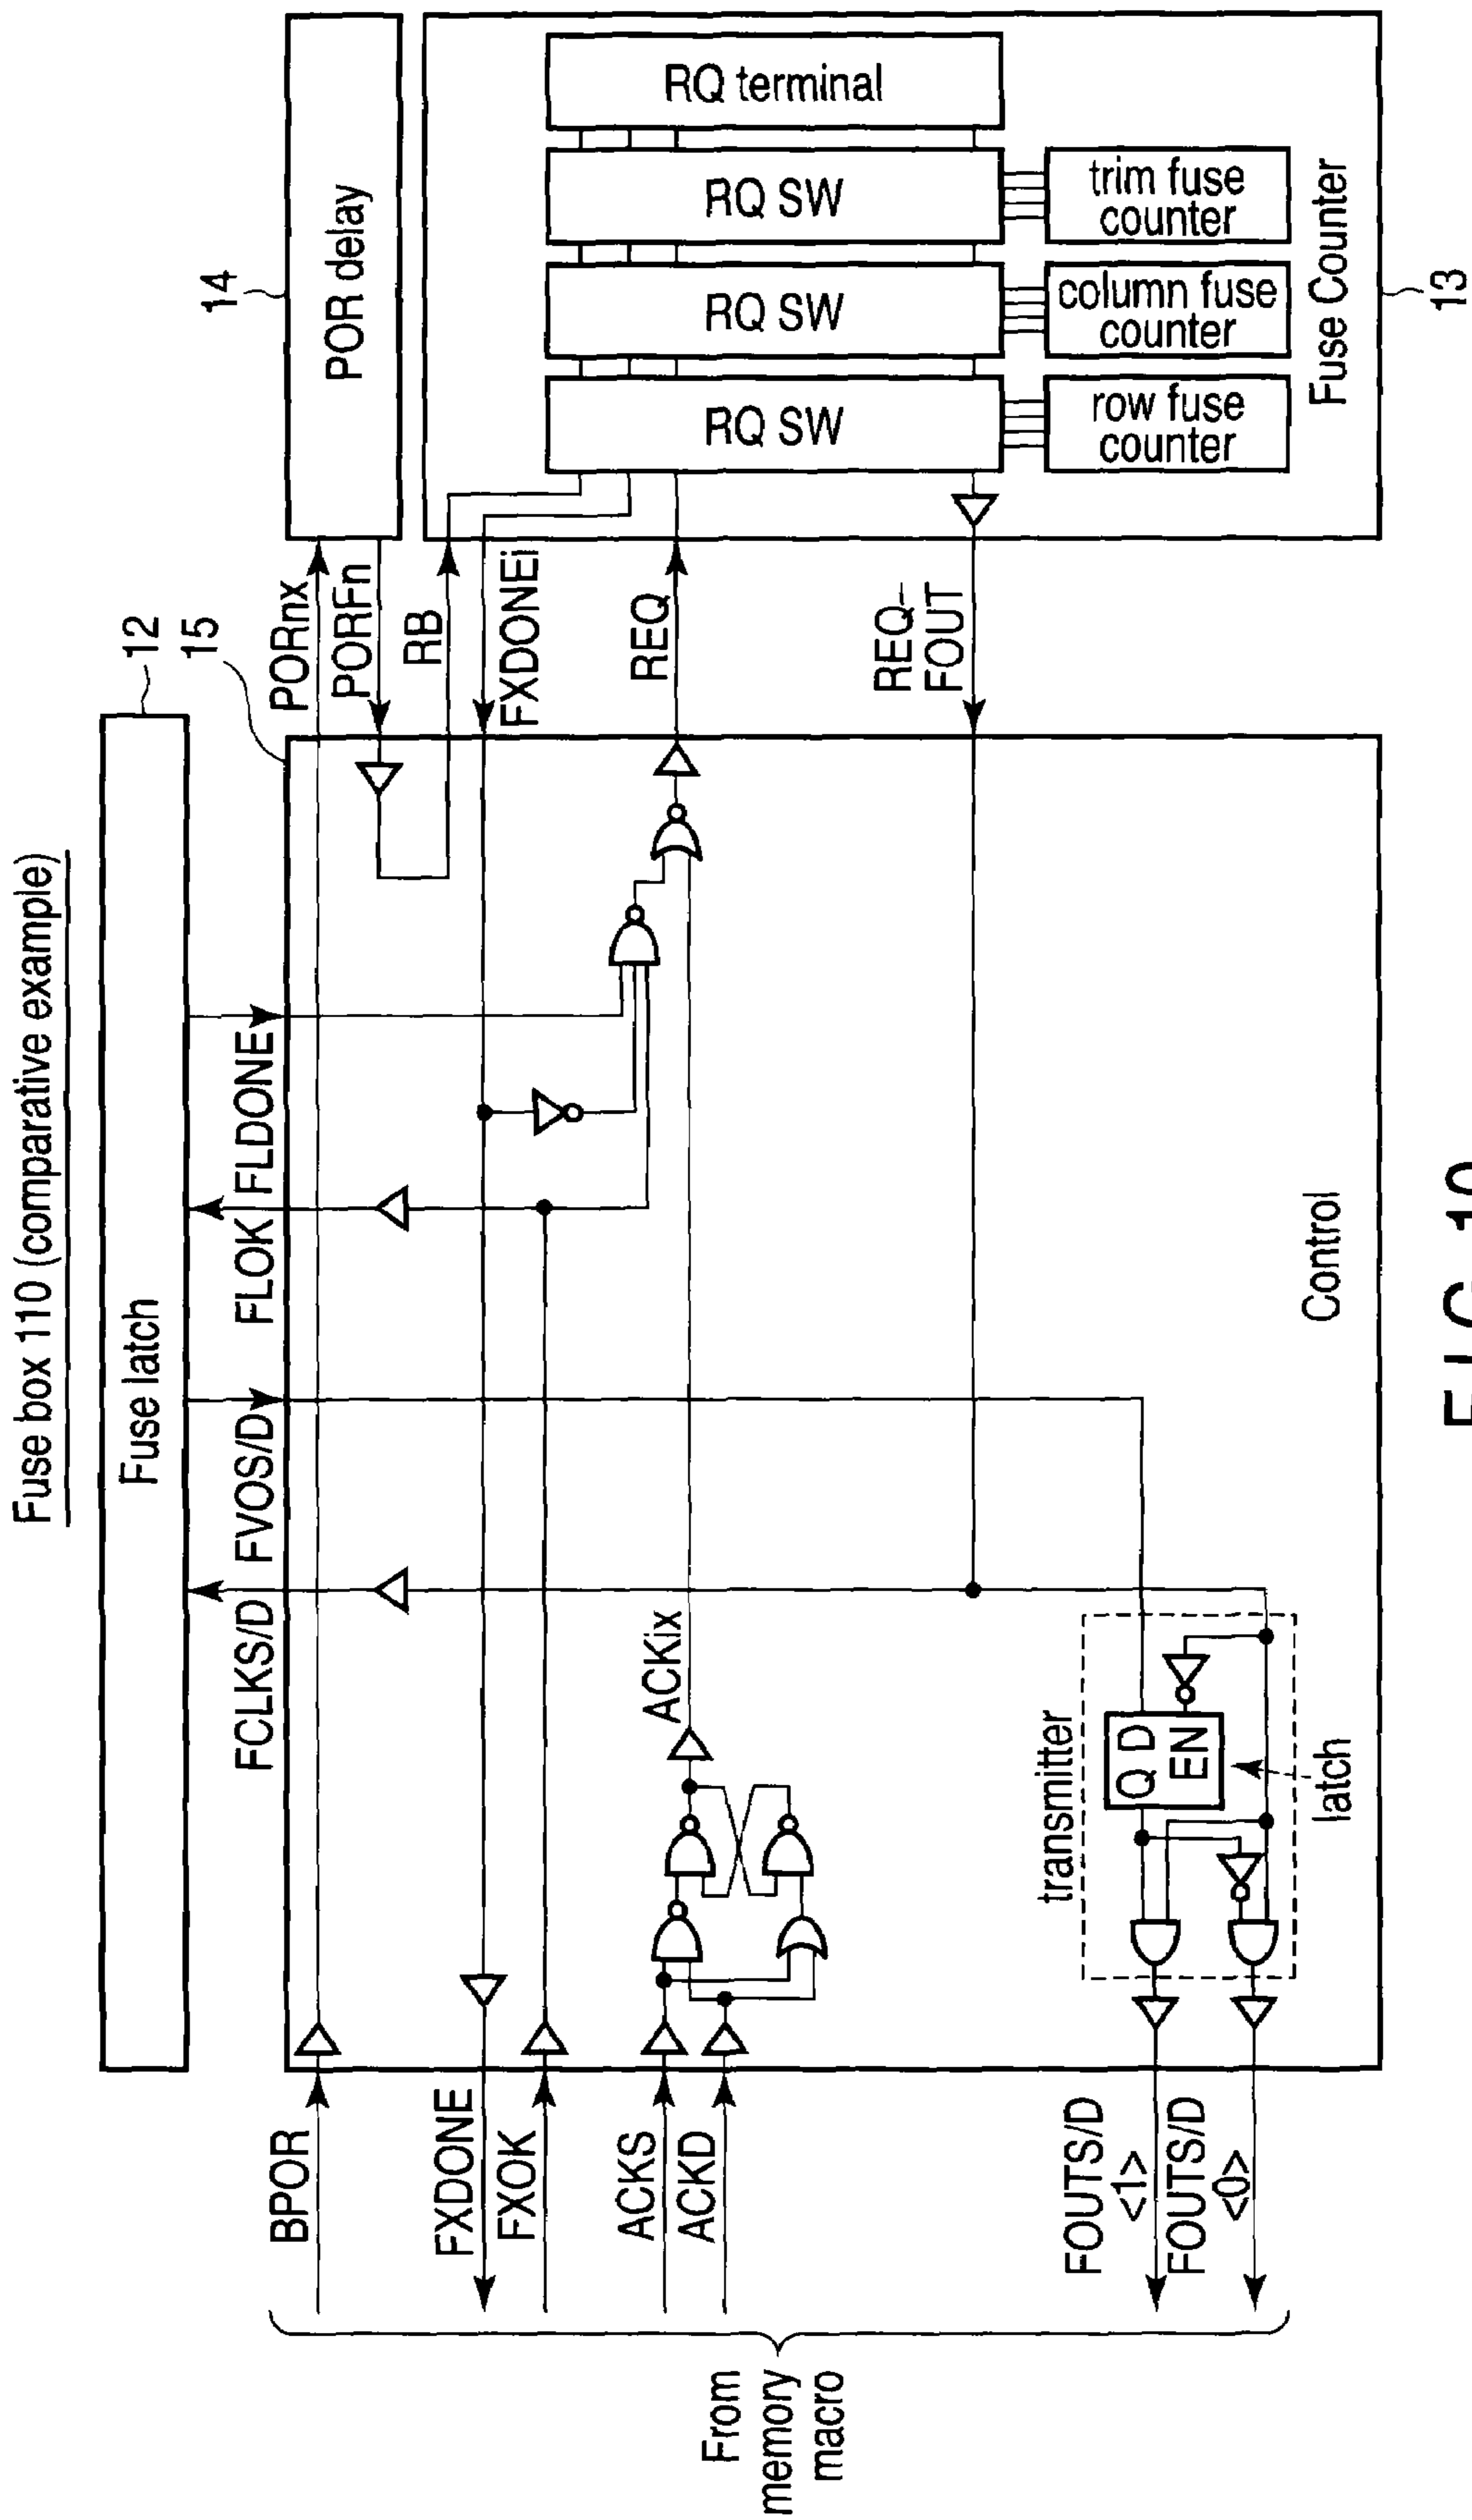 Fuse box 110 (comparative example)
Fuse latch
12
15
14
POR delay
FCLKS/D
FVOS/D
FLOK
FLDONE
PORnx
PORFn
RB
FXDONEi
REQ
REQ-
FOUT
BPOR
FXDONE
FXOK
ACKS
ACKD
ACKix
FOUTS/D
<1>
FOUTS/D
<0>
From
memory
macro
transmitter
Q D
EN
latch
Control
RQ SW
RQ SW
RQ SW
RQ terminal
row fuse
counter
column fuse
counter
trim fuse
counter
Fuse Counter
13